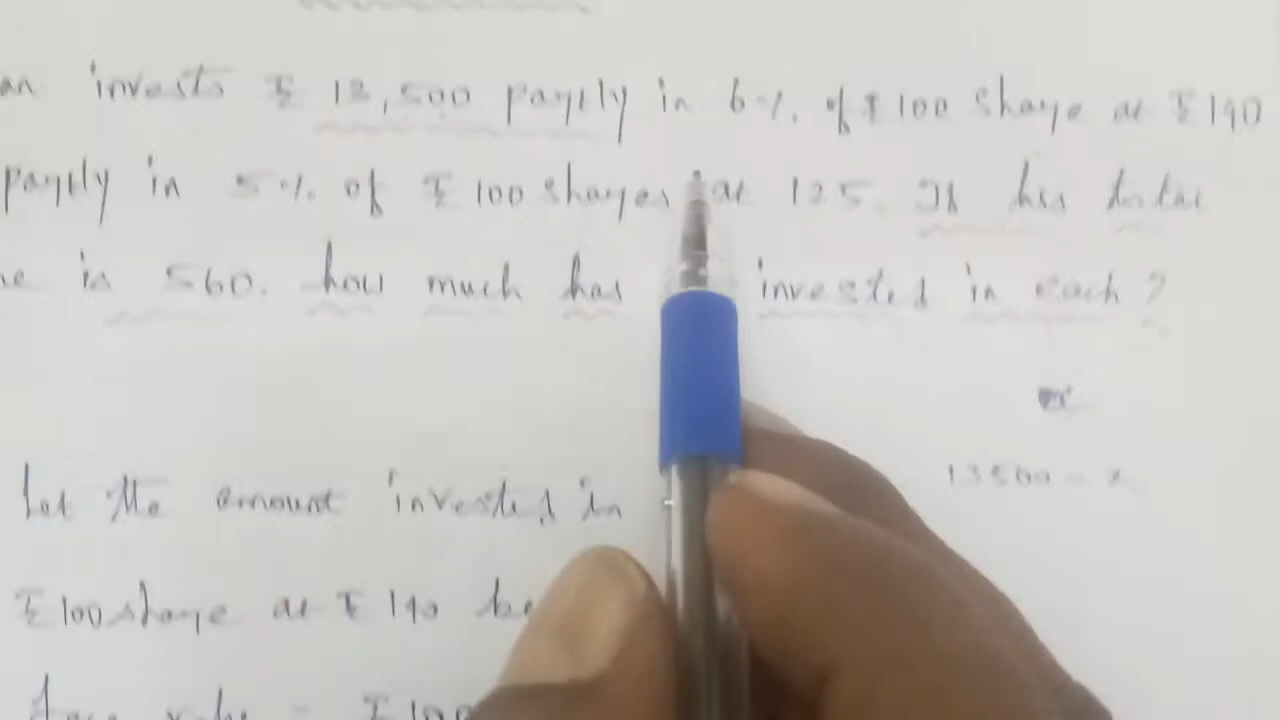 an invests ₹ 13,500 partly in 6%. of ₹ 100 share at ₹ 140
partly in 5%. of ₹ 100 shares at 125. If his total
is 560. how much has invested in each?
13500 - x
Let the amount invested in
₹ 100 share at ₹ 140 be